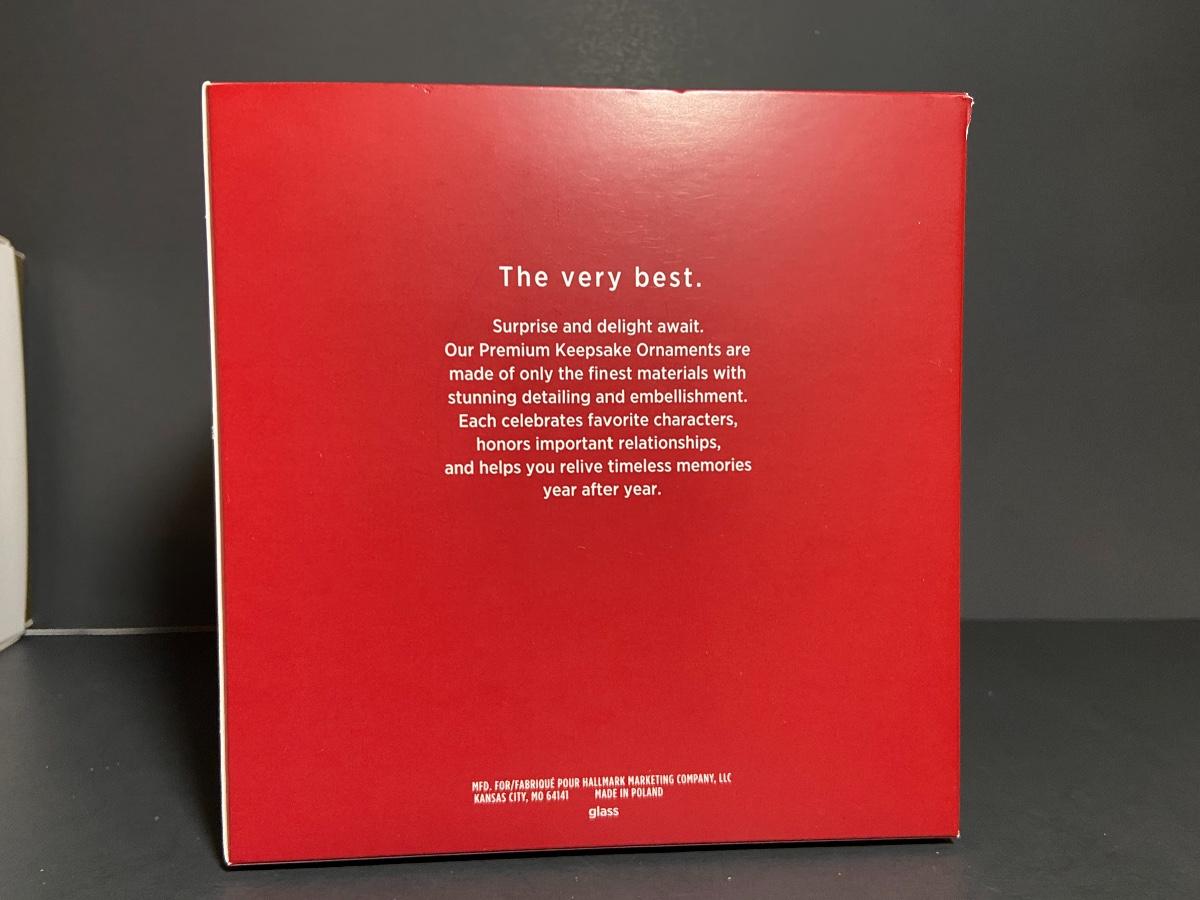 The very best.
Surprise and delight await.
Our Premium Keepsake Ornaments are
made of only the finest materials with
stunning detailing and embellishment.
Each celebrates favorite characters,
honors important relationships,
and helps you relive timeless memories
year after year.
MFD. FOR/FABRIQUÉ POUR HALLMARK MARKETING COMPANY, LLC
KANSAS CITY, MO 64141 MADE IN POLAND
glass